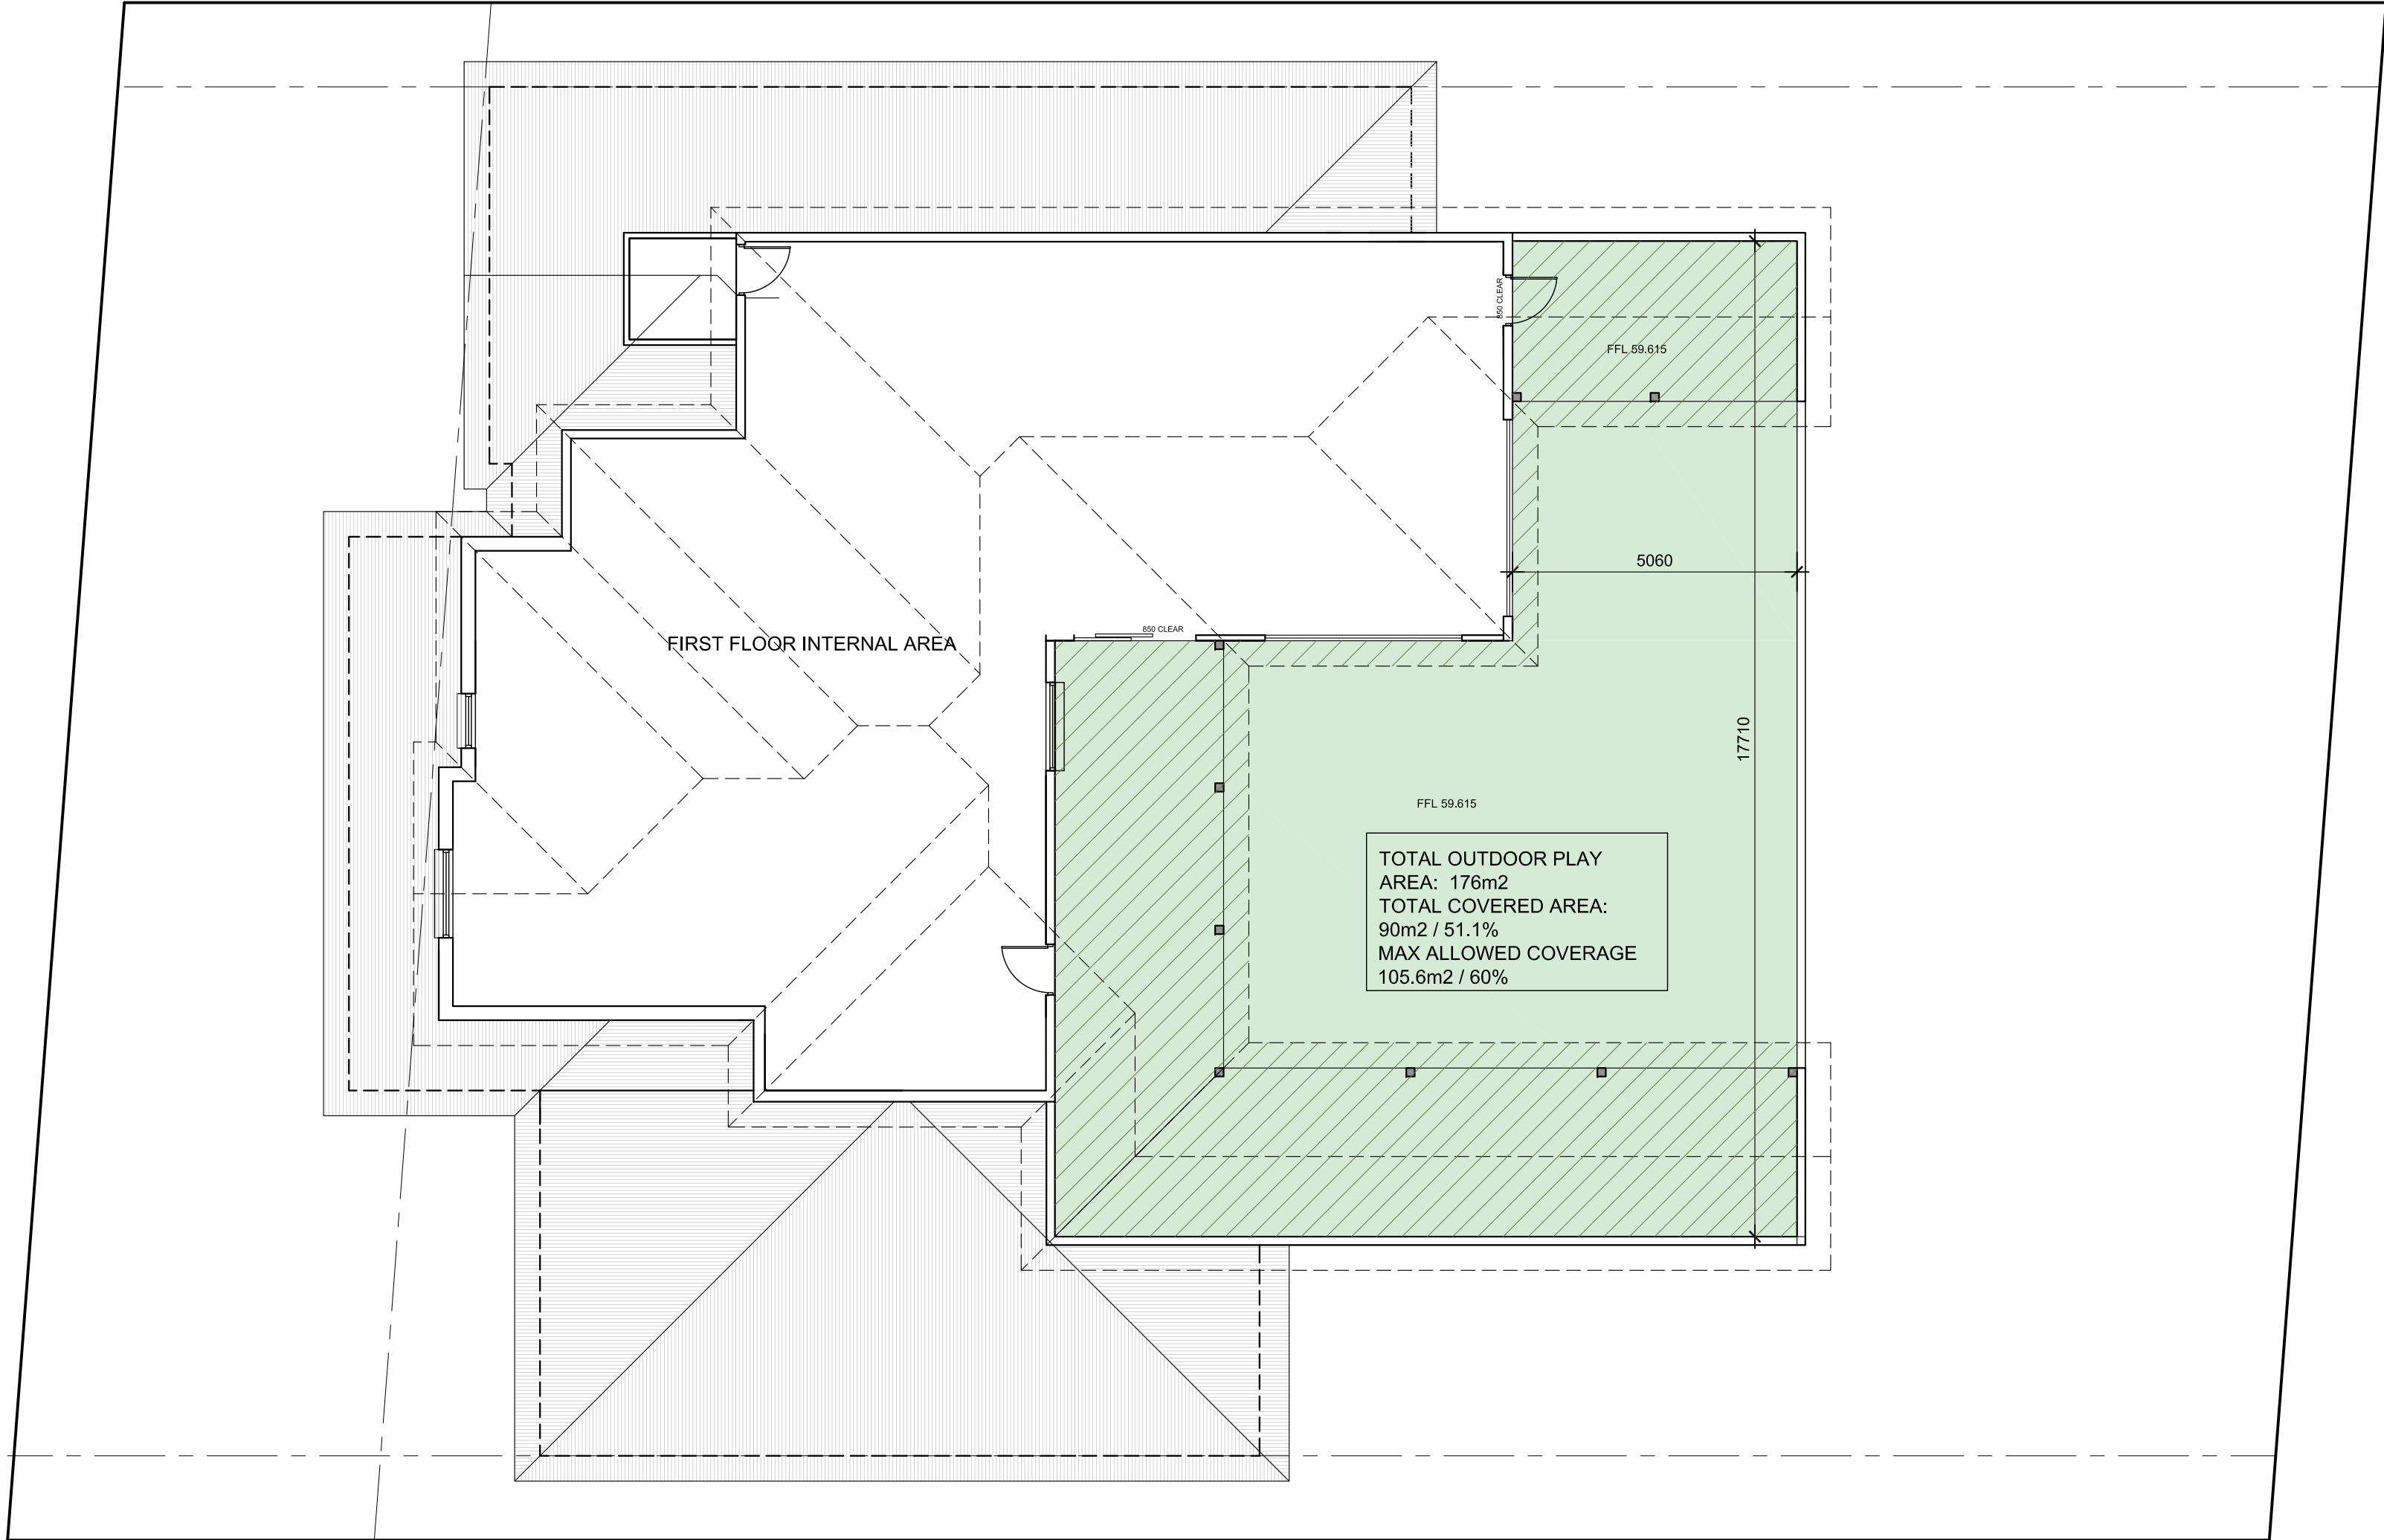 850 CLEAR
FFL 59.615
5060
850 CLEAR
FIRST FLOOR INTERNAL AREA
17710
FFL 59.615
TOTAL OUTDOOR PLAY
AREA: 176m2
TOTAL COVERED AREA:
90m2 / 51.1%
MAX ALLOWED COVERAGE
105.6m2 / 60%